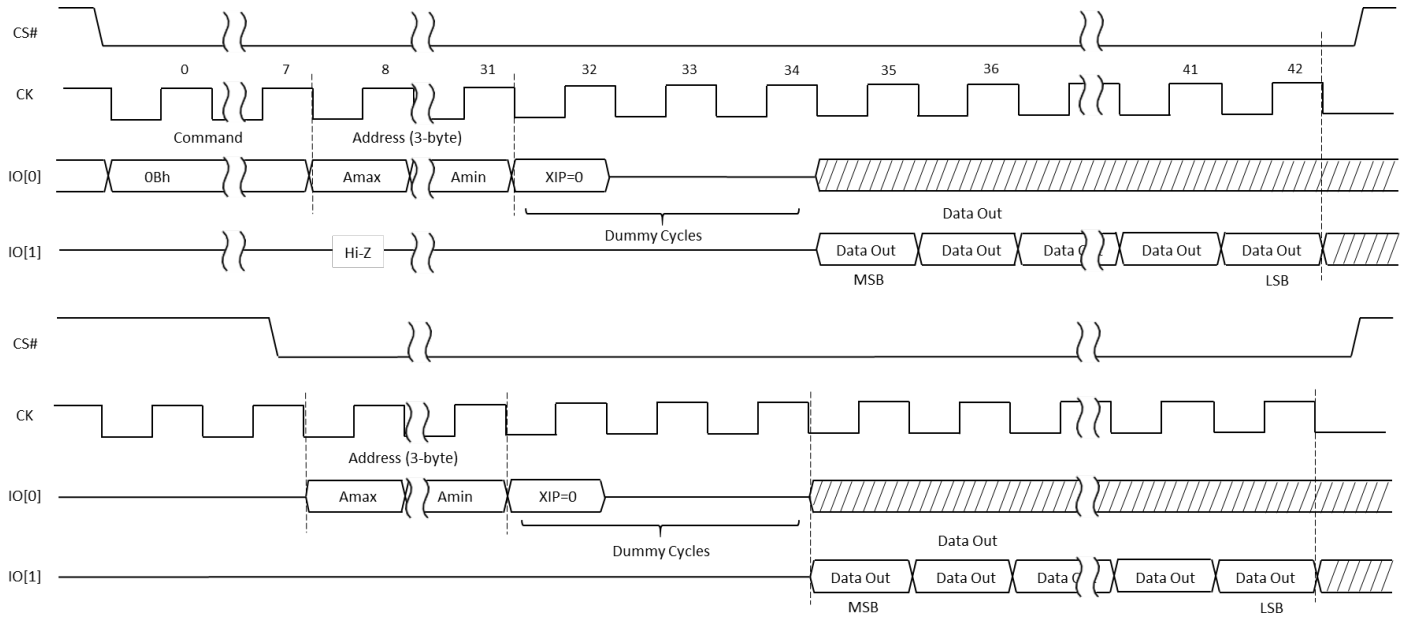 CS#
0 7 8 31 32 33 34 35 36 41 42
CK
Command Address (3-byte)
IO[0] 0Bh Amax Amin XIP=0
Data Out
Dummy Cycles
IO[1] Hi-Z Data Out Data Out Data Data Out Data Out
MSB LSB
CS#
CK
Address (3-byte)
IO[0] Amax Amin XIP=0
Data Out
Dummy Cycles
IO[1] Data Out Data Out Data Data Out Data Out
MSB LSB